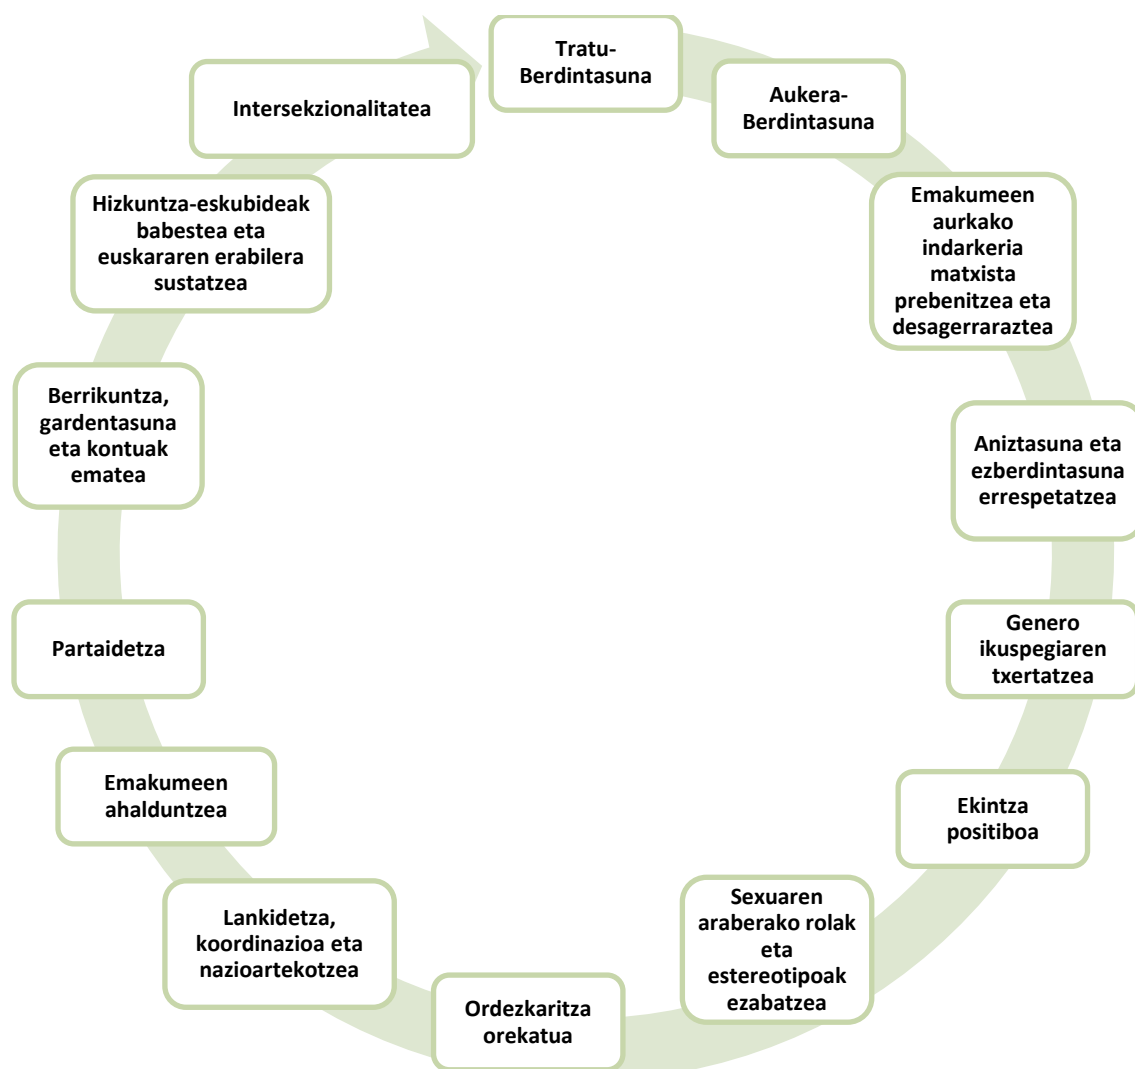 Tratu-
Berdintasuna
Aukera-
Berdintasuna
Emakumeen
aurkako
indarkeria
matxista
prebenitzea eta
desagerraraztea
Aniztasuna eta
ezberdintasuna
errespetatzea
Genero
ikuspegiaren
txertatzea
Ekintza
positiboa
Sexuaren
araberako rolak
eta
estereotipoak
ezabatzea
Ordezkaritza
orekatua
Lankidetza,
koordinazioa eta
nazioartekotzea
Emakumeen
ahalduntzea
Partaidetza
Berrikuntza,
gardentasuna
eta kontuak
ematea
Hizkuntza-eskubideak
babestea eta
euskararen erabilera
sustatzea
Intersekzionalitatea